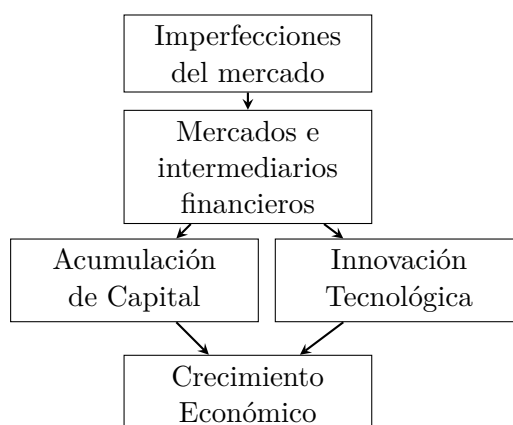 Imperfecciones
del mercado
Mercados e
intermediarios
financieros
Acumulación
de Capital
Innovación
Tecnológica
Crecimiento
Económico